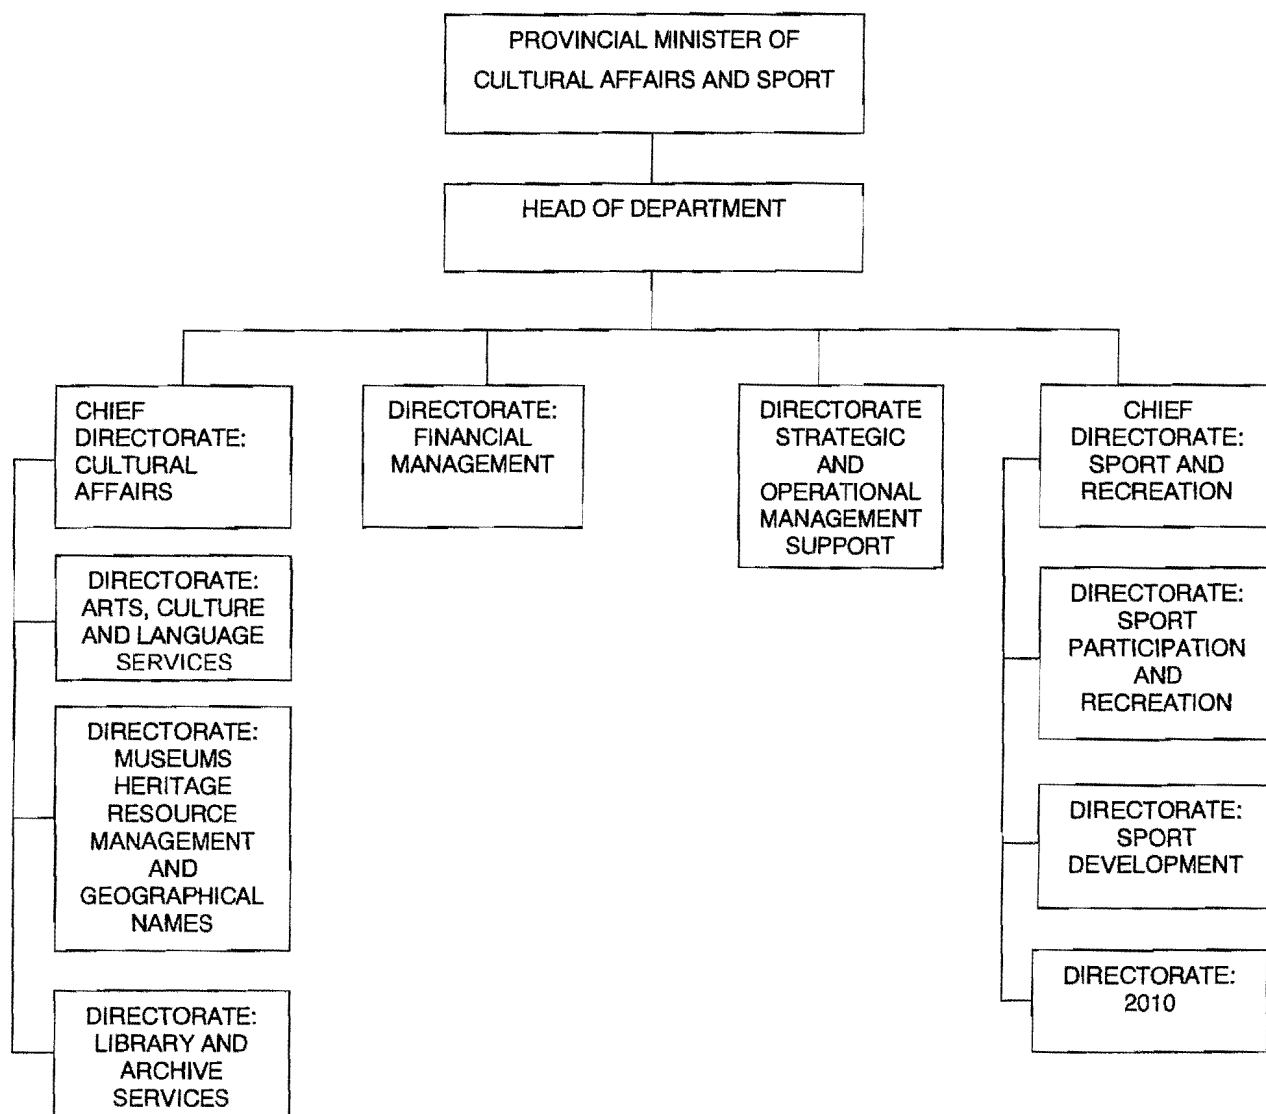 PROVINCIAL MINISTER OF
CULTURAL AFFAIRS AND SPORT
HEAD OF DEPARTMENT
CHIEF
DIRECTORATE:
CULTURAL
AFFAIRS
DIRECTORATE:
FINANCIAL
MANAGEMENT
DIRECTORATE
STRATEGIC
AND
OPERATIONAL
MANAGEMENT
SUPPORT
CHIEF
DIRECTORATE:
SPORT AND
RECREATION
DIRECTORATE:
ARTS, CULTURE
AND LANGUAGE
SERVICES
DIRECTORATE:
SPORT
PARTICIPATION
AND
RECREATION
DIRECTORATE:
MUSEUMS
HERITAGE
RESOURCE
MANAGEMENT
AND
GEOGRAPHICAL
NAMES
DIRECTORATE:
SPORT
DEVELOPMENT
DIRECTORATE:
LIBRARY AND
ARCHIVE
SERVICES
DIRECTORATE:
2010